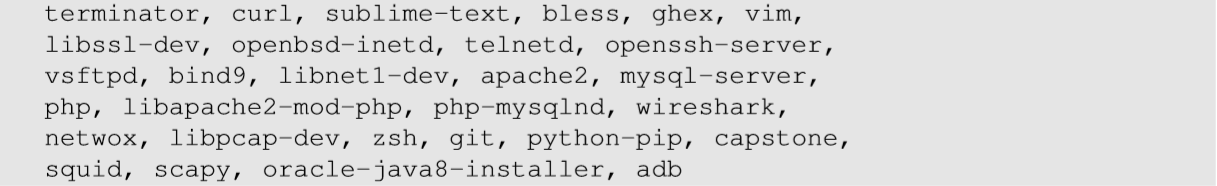 terminator, curl, sublime-text, bless, ghex, vim,
libssl-dev, openbsd-inetd, telnetd, openssh-server,
vsftpd, bind9, libnet1-dev, apache2, mysql-server,
php, libapache2-mod-php, php-mysqlnd, wireshark,
netwox, libpcap-dev, zsh, git, python-pip, capstone,
squid, scapy, oracle-java8-installer, adb